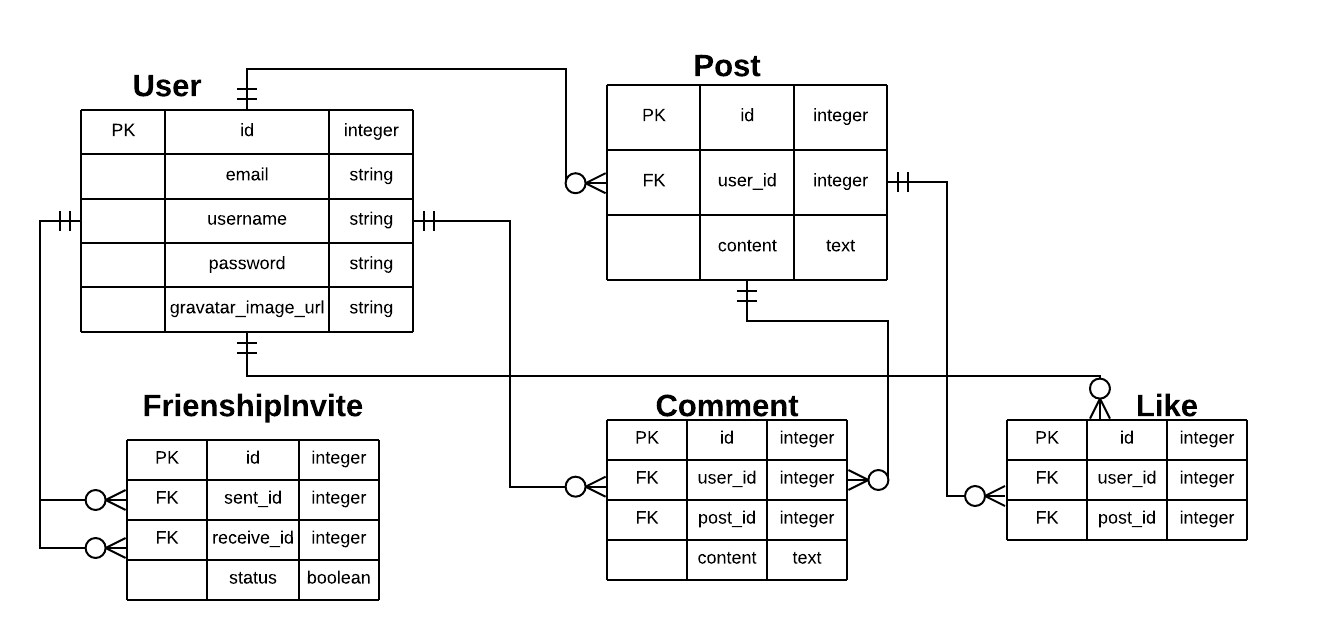 User
PK id integer
email string
username string
password string
gravatar_image_url string
Post
PK id integer
FK user_id integer
content text
FrienshipInvite
PK id integer
FK sent_id integer
FK receive_id integer
status boolean
Comment
PK id integer
FK user_id integer
FK post_id integer
content text
Like
PK id integer
FK user_id integer
FK post_id integer